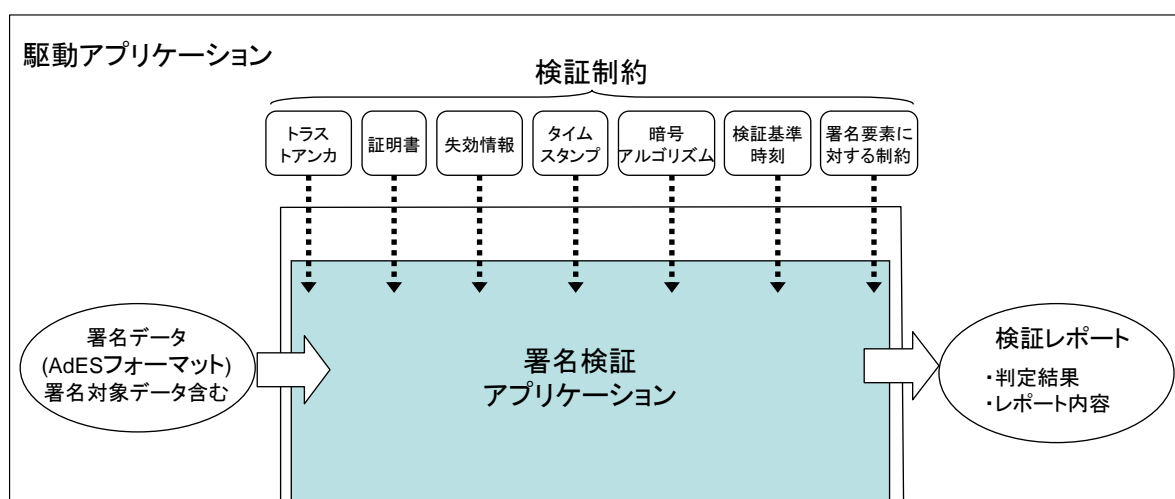 駆動アプリケーション
検証制約
トラス
トアンカ
証明書
失効情報
タイム
スタンプ
暗号
アルゴリズム
検証基準
時刻
署名要素に
対する制約
署名データ
(AdESフォーマット)
署名対象データ含む
署名検証
アプリケーション
検証レポート
・判定結果
・レポート内容